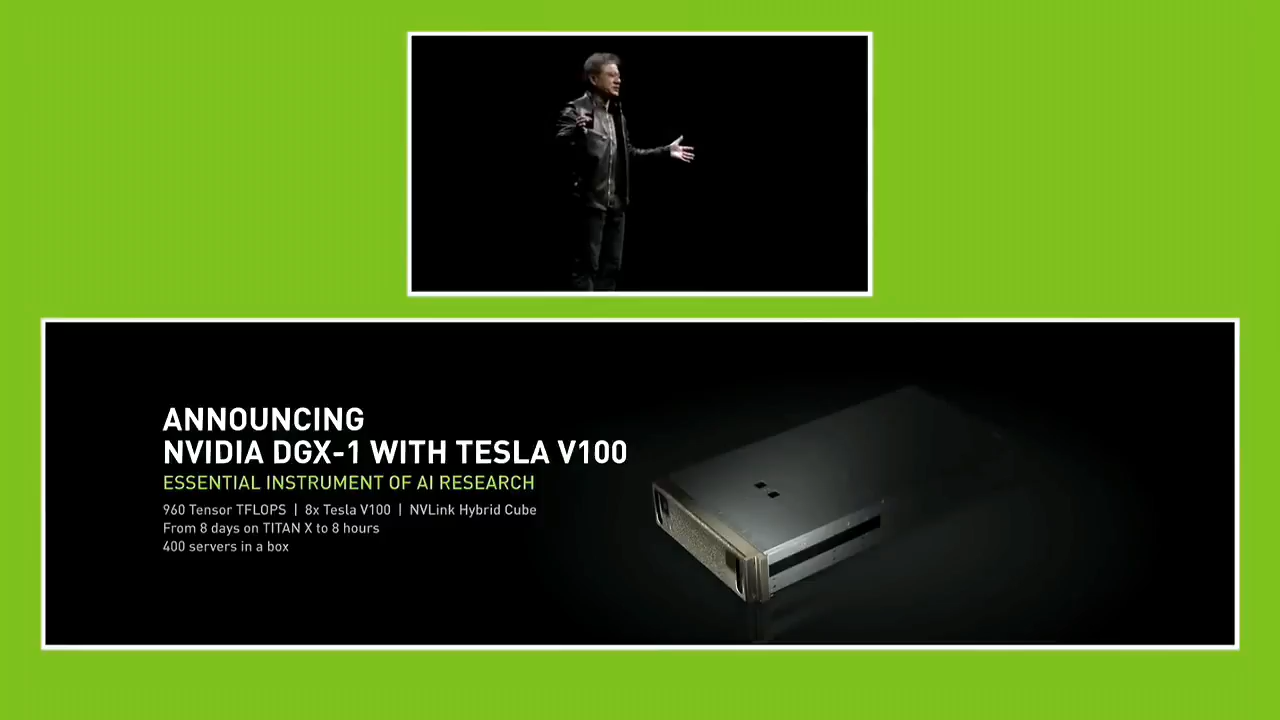 ANNOUNCING
NVIDIA DGX-1 WITH TESLA V100
ESSENTIAL INSTRUMENT OF AI RESEARCH
960 Tensor TFLOPS | 8x Tesla V100 | NVLink Hybrid Cube
From 8 days on TITAN X to 8 hours
400 servers in a box